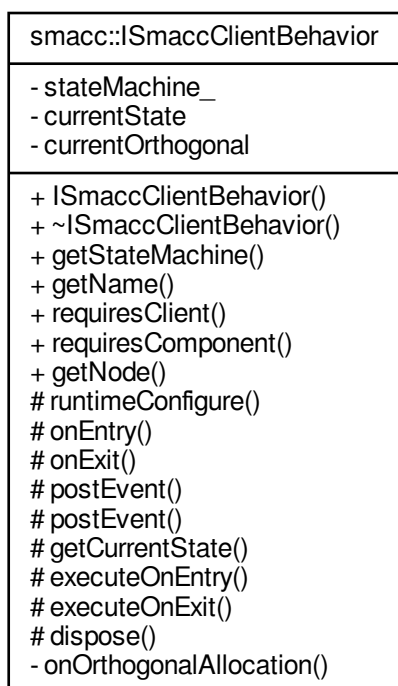 smacc::ISmaccClientBehavior
- stateMachine_
- currentState
- currentOrthogonal
+ ISmaccClientBehavior()
+ ~ISmaccClientBehavior()
+ getStateMachine()
+ getName()
+ requiresClient()
+ requiresComponent()
+ getNode()
# runtimeConfigure()
# onEntry()
# onExit()
# postEvent()
# postEvent()
# getCurrentState()
# executeOnEntry()
# executeOnExit()
# dispose()
- onOrthogonalAllocation()